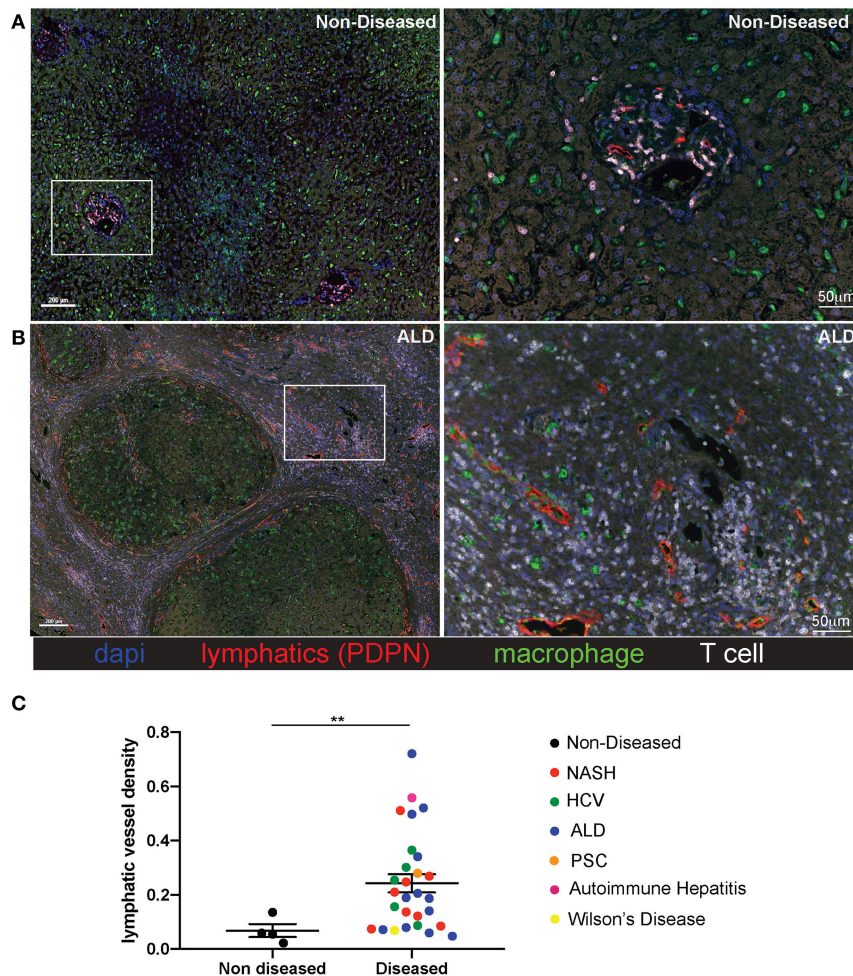 A
Non-Diseased
Non-Diseased
200 µm
50µm
B
ALD
ALD
200 µm
50µm
dapi lymphatics (PDPN) macrophage T cell
C
**
0.8
0.6
0.4
0.2
0.0
lymphatic vessel density
Non diseased
Diseased
Non-Diseased
NASH
HCV
ALD
PSC
Autoimmune Hepatitis
Wilson's Disease